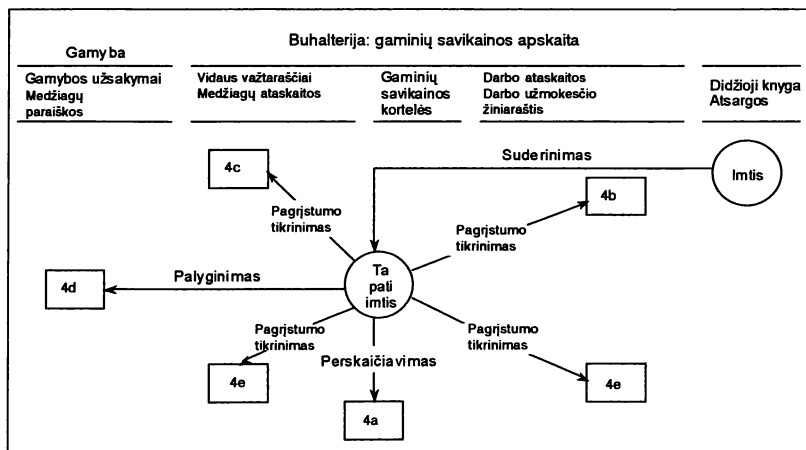 Gamyba
Buhalterija: gaminių savikainos apskaita
Gamybos užsakymai
Medžiagų
paraiškos
Vidaus važtaraščiai
Medžiagų ataskaitos
Gaminių
savikainos
kortelės
Darbo ataskaitos
Darbo užmokesčio
žiniaraštis
Didžioji knyga
Atsargos
Suderinimas
Imtis
4c
4b
Pagrįstumo
tikrinimas
Pagrįstumo
tikrinimas
Palyginimas
4d
Ta
pati
imtis
Pagrįstumo
tikrinimas
Pagrįstumo
tikrinimas
Perskaičiavimas
4e
4e
4a